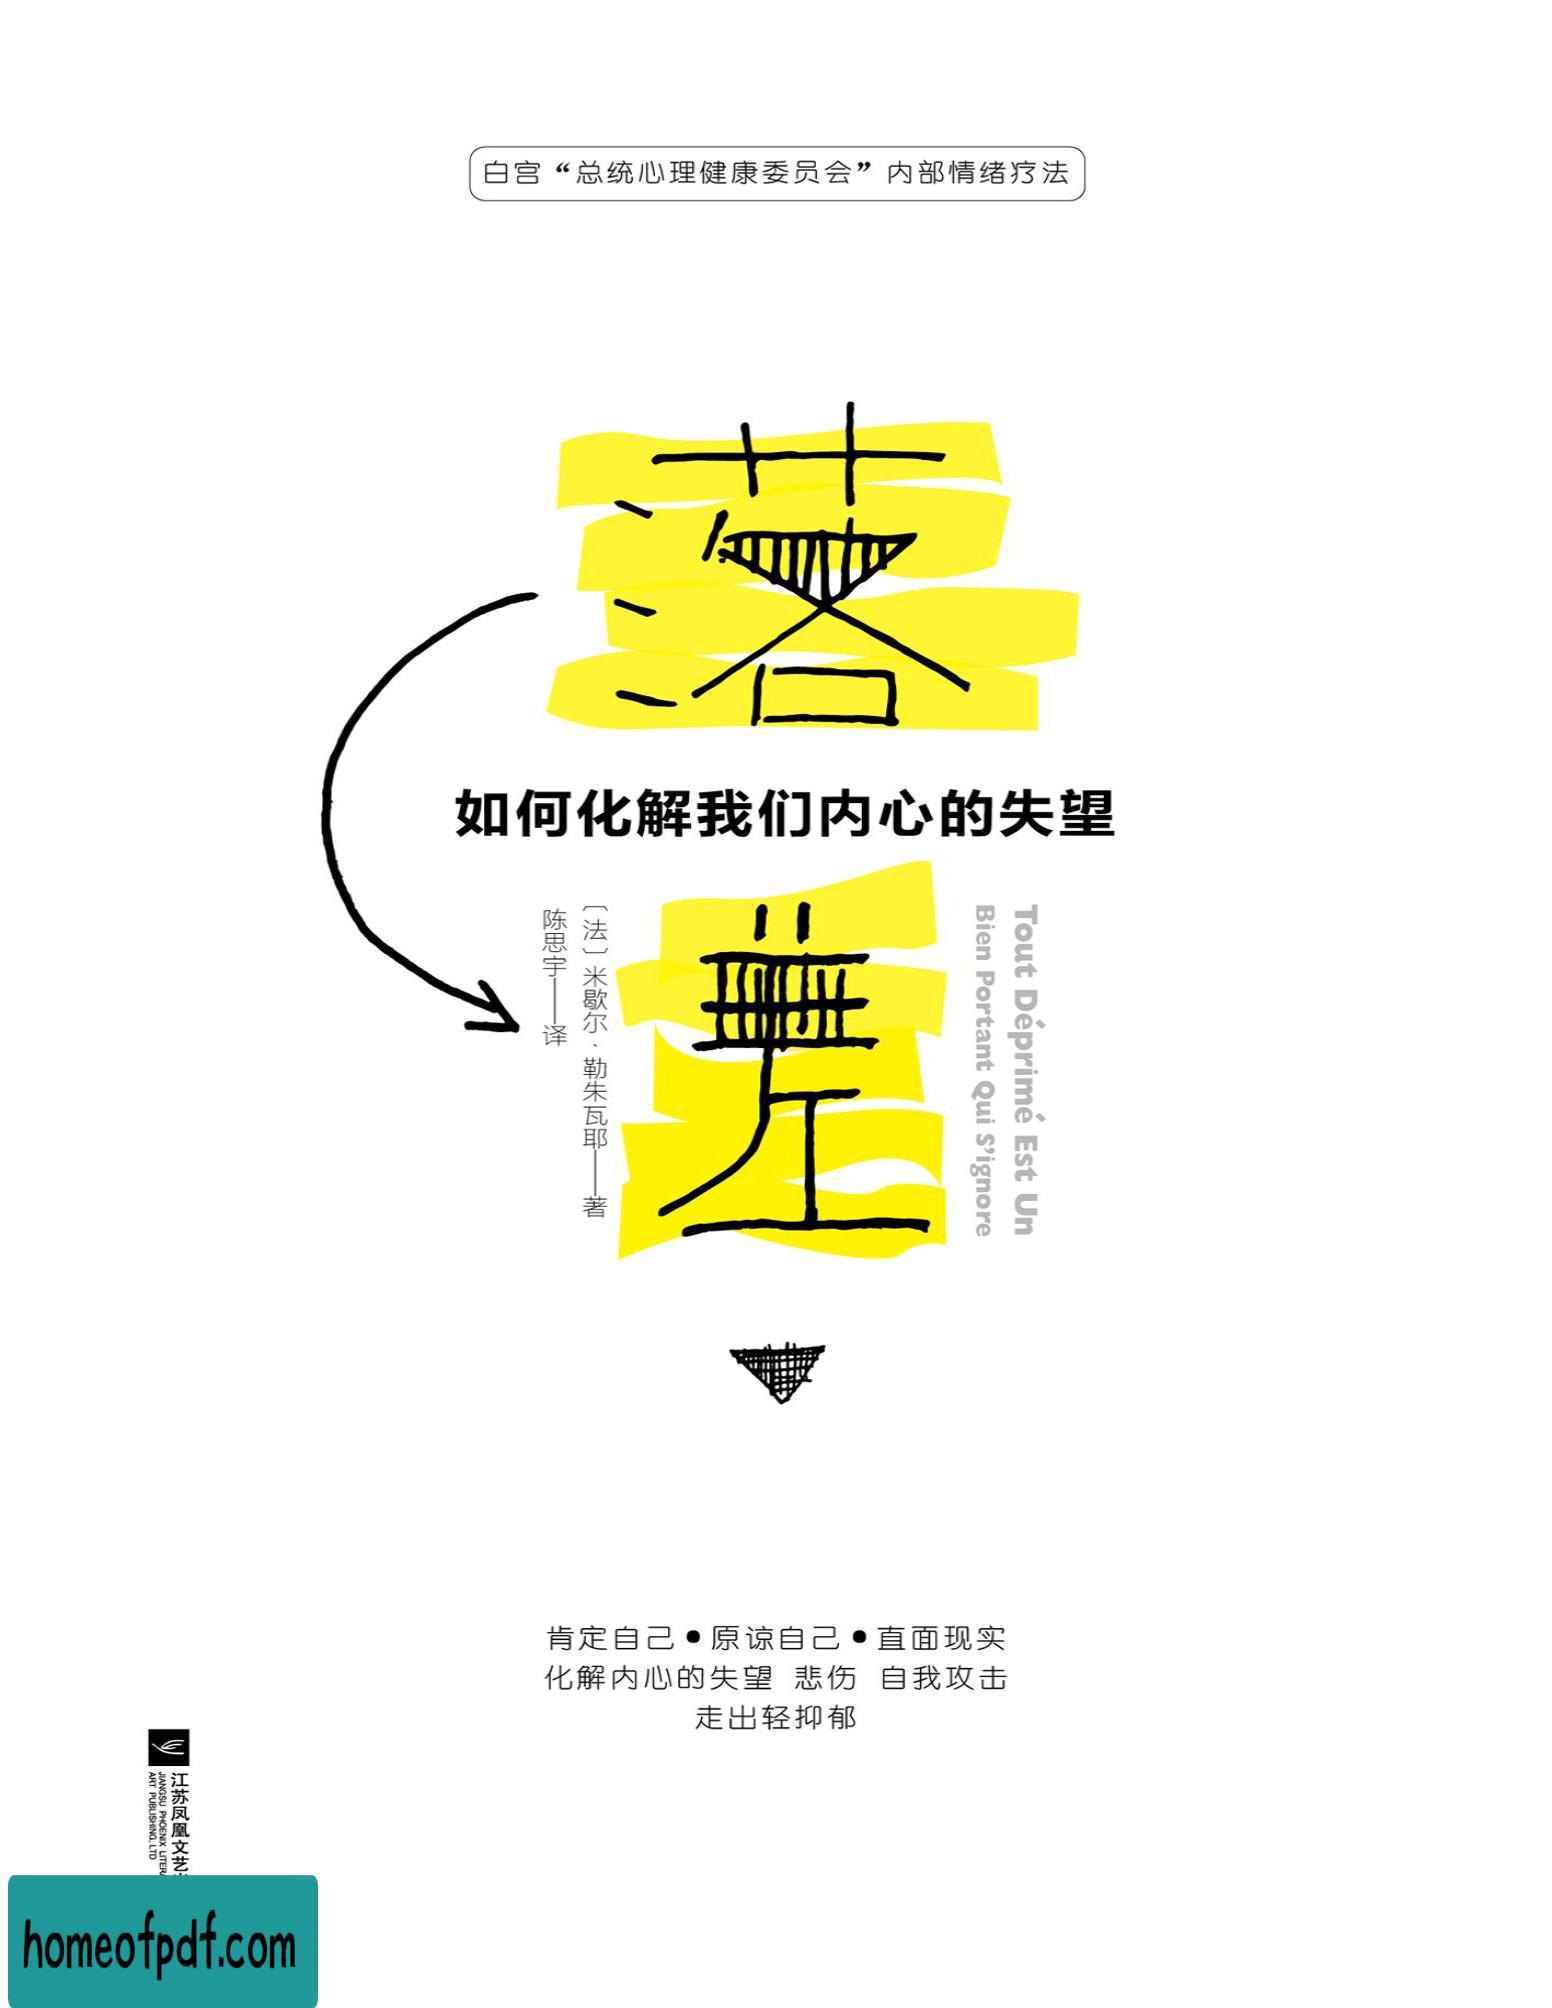 白宫“总统心理健康委员会”内部情绪疗法
落
如何化解我们内心的失望
差
Tout Déprimé Est Un
Bien Portant Qui S’ignore
〔法〕米歇尔、勒朱瓦耶——著
陈思宇——译
肯定自己●原谅自己●直面现实
化解内心的失望 悲伤 自我攻击
走出轻抑郁
江苏凤凰文艺
JIANGSU PHOENIX LITERA
ART PUBLISHING, LTD
homeofpdf.com